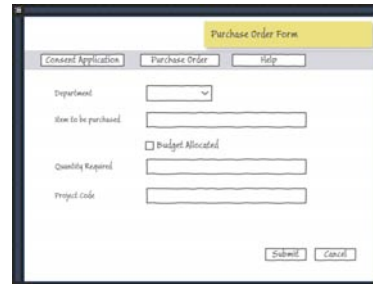 Purchase Order Form
Consent Application Purchase Order Help
Department
Item to be purchased
Budget Allocated
Quantity Required
Project Code
Submit Cancel